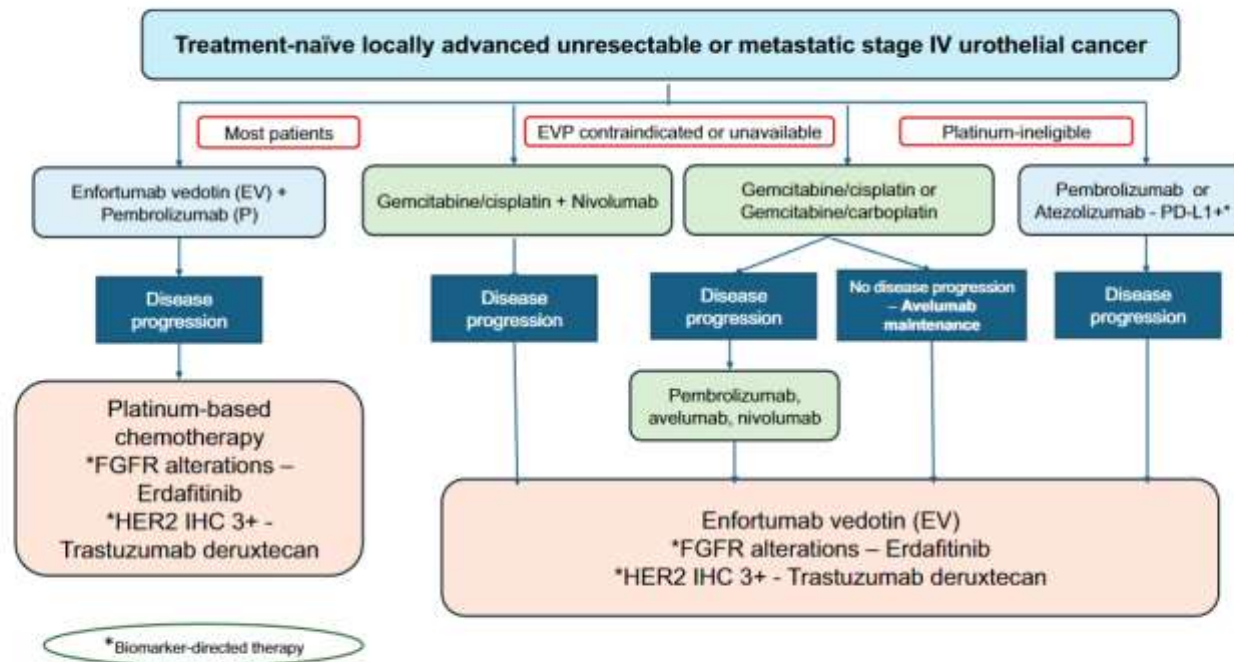 Treatment-naïve locally advanced unresectable or metastatic stage IV urothelial cancer
Most patients
EVP contraindicated or unavailable
Platinum-ineligible
Enfortumab vedotin (EV) +
Pembrolizumab (P)
Gemcitabine/cisplatin + Nivolumab
Gemcitabine/cisplatin or
Gemcitabine/carboplatin
Pembrolizumab or
Atezolizumab - PD-L1+*
Disease
progression
Disease
progression
Disease
progression
No disease progression
– Avelumab
maintenance
Disease
progression
Pembrolizumab,
avelumab, nivolumab
Platinum-based
chemotherapy
*FGFR alterations –
Erdafitinib
*HER2 IHC 3+ -
Trastuzumab deruxtecan
Enfortumab vedotin (EV)
*FGFR alterations – Erdafitinib
*HER2 IHC 3+ - Trastuzumab deruxtecan
*Biomarker-directed therapy